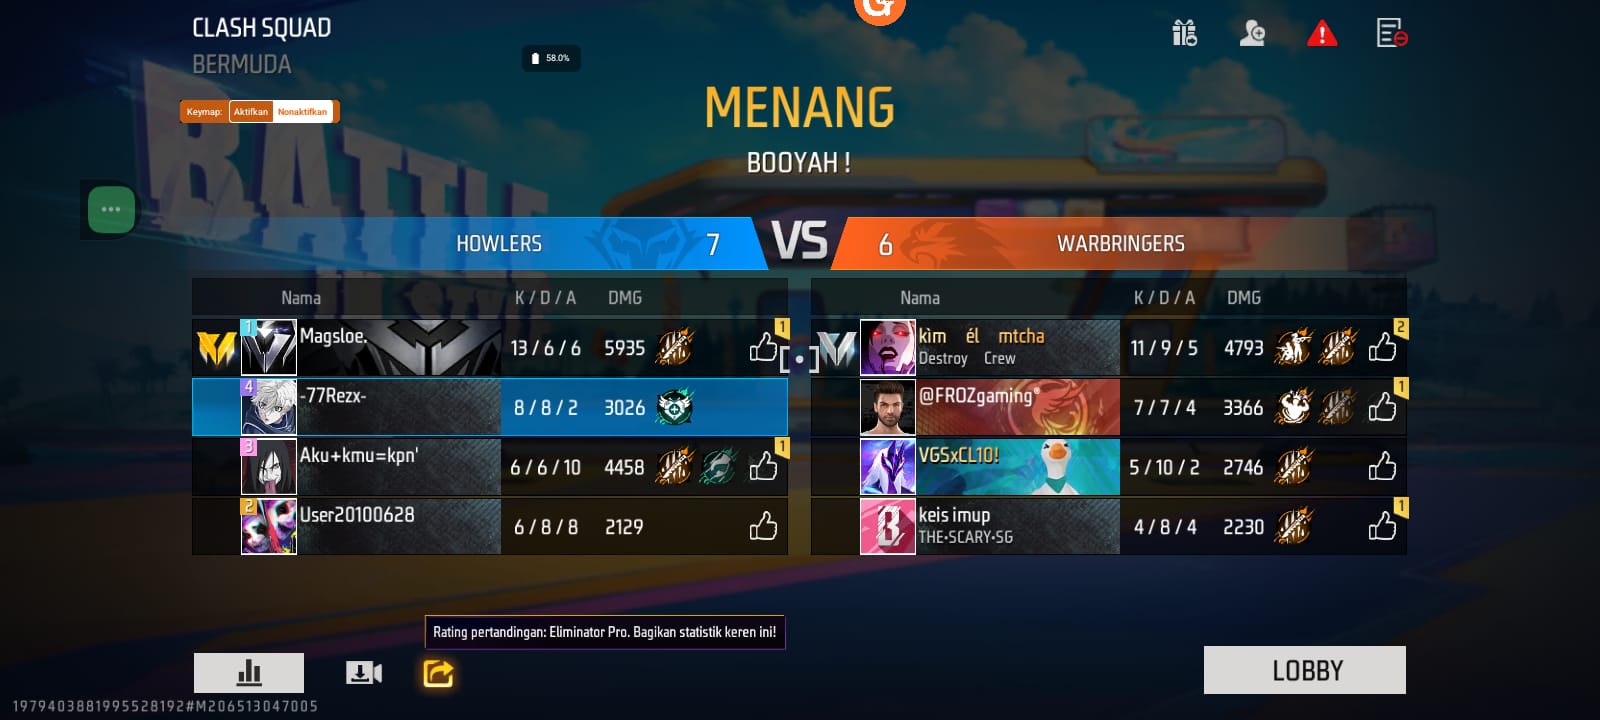 CLASH SQUAD
BERMUDA
58.0%
Keymap: Aktifkan Nonaktifkan
BATTLE
MENANG
BOOYAH !
HOWLERS 7 VS 6 WARBRINGERS
Nama K / D / A DMG
1 Magsloe. 13 / 6 / 6 5935 1
4 -77Rezx- 8 / 8 / 2 3026
3 Aku+kmu=kpn' 6 / 6 / 10 4458 1
2 User20100628 6 / 8 / 8 2129
Nama K / D / A DMG
kìm él mtcha 11 / 9 / 5 4793 2
Destroy Crew
@FROZgaming® 7 / 7 / 4 3366 1
VGSxCL10! 5 / 10 / 2 2746
keis imup 4 / 8 / 4 2230 1
THE•SCARY•SG
Rating pertandingan: Eliminator Pro. Bagikan statistik keren ini!
LOBBY
1979403881995528192#M206513047005